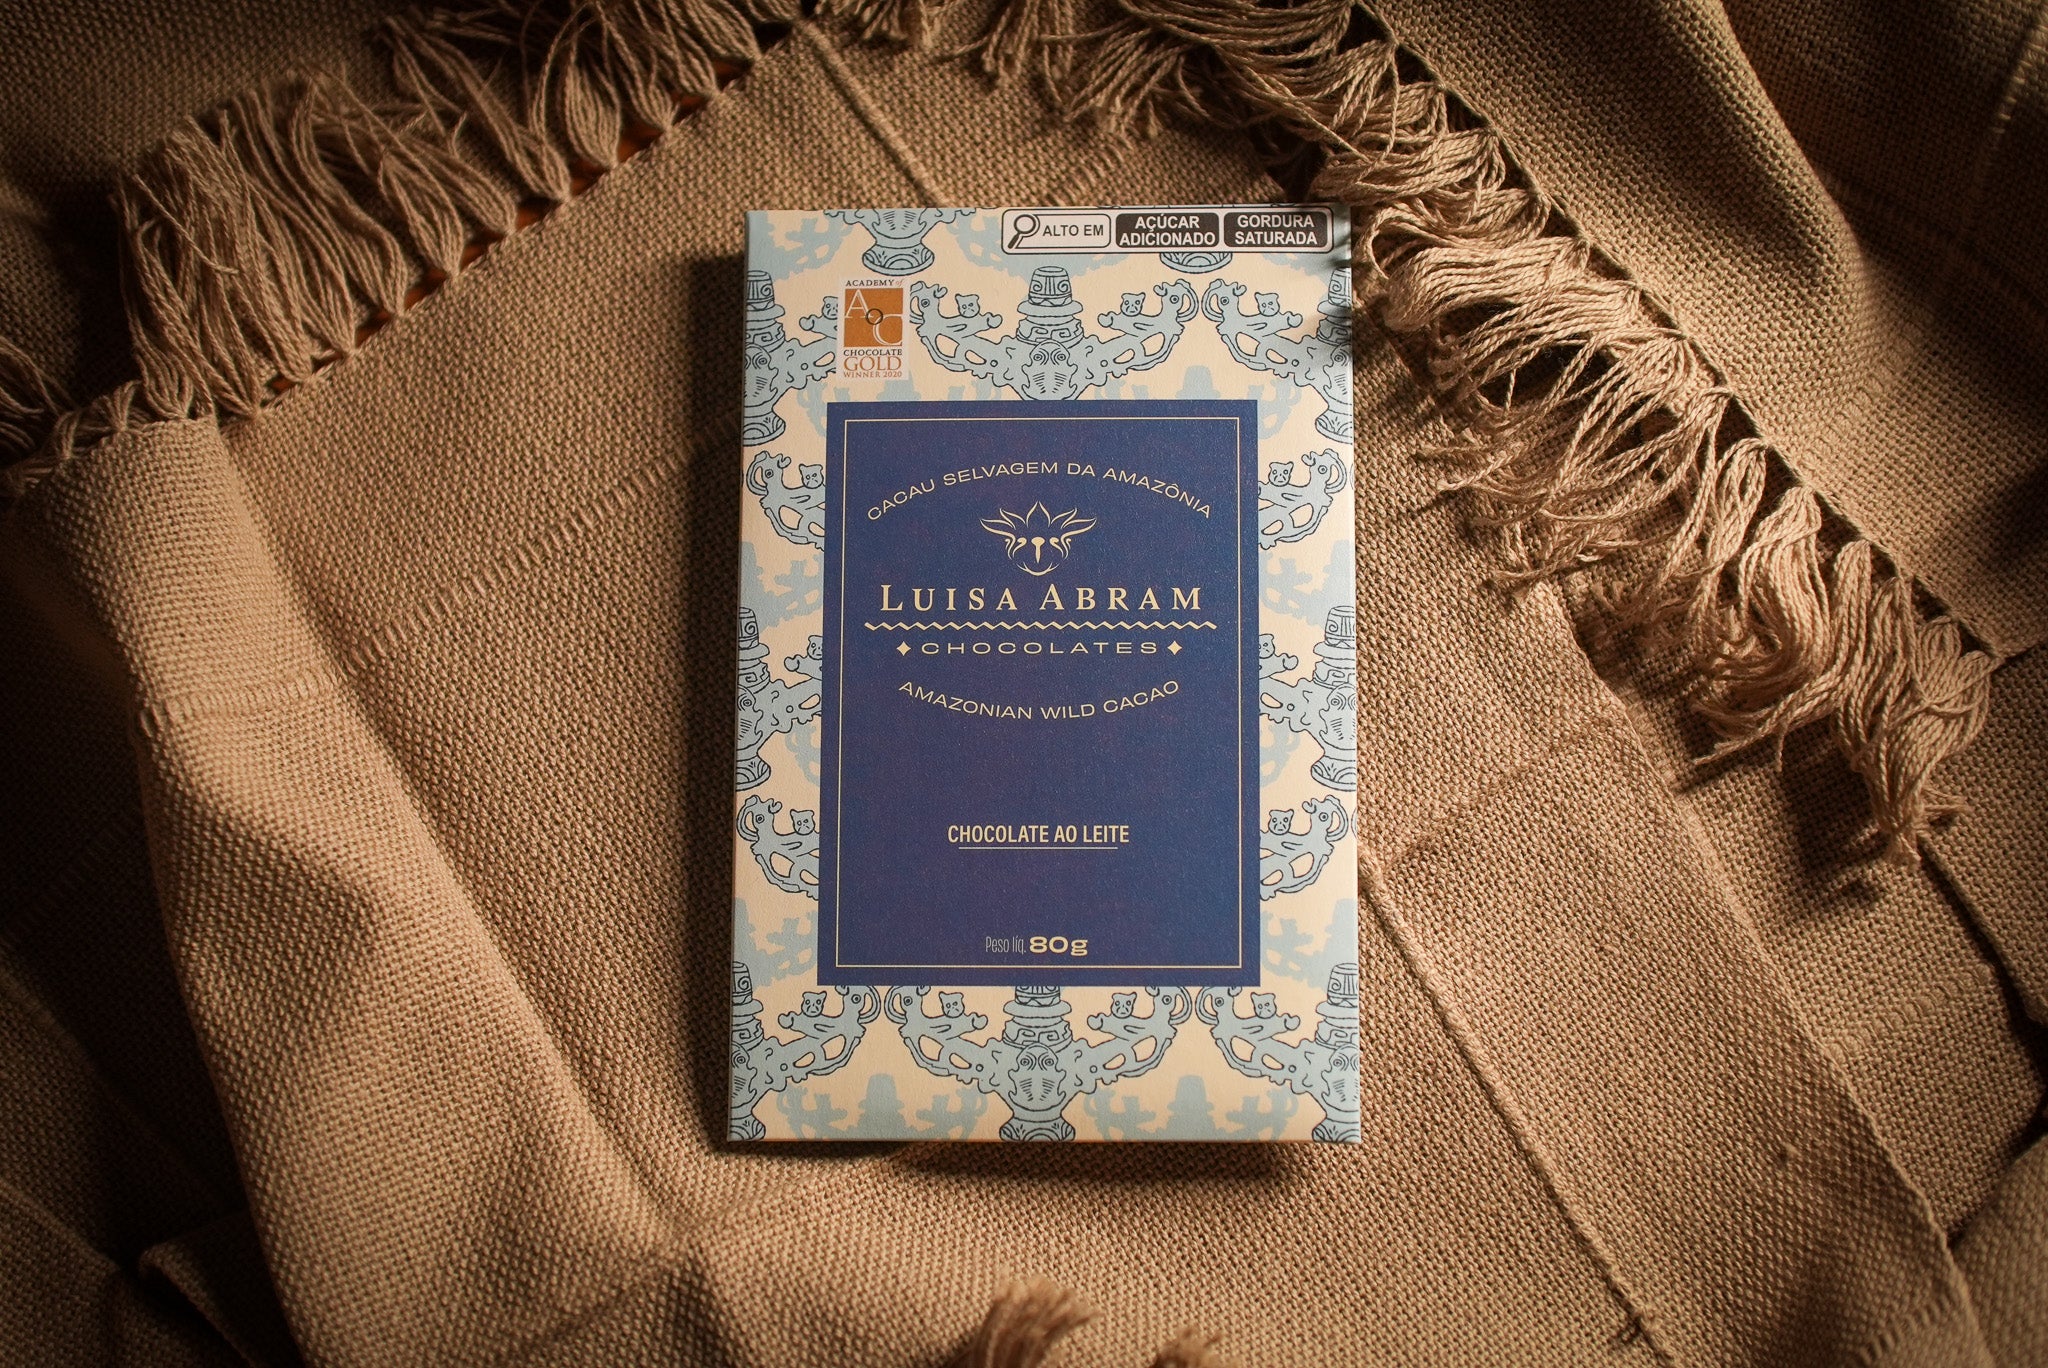 ALTO EM
AÇÚCAR
ADICIONADO
GORDURA
SATURADA
ACADEMY of
AoC
CHOCOLATE
GOLD
WINNER 2020
CACAU SELVAGEM DA AMAZÔNIA
LUISA ABRAM
CHOCOLATES
AMAZONIAN WILD CACAO
CHOCOLATE AO LEITE
Peso líq. 80g